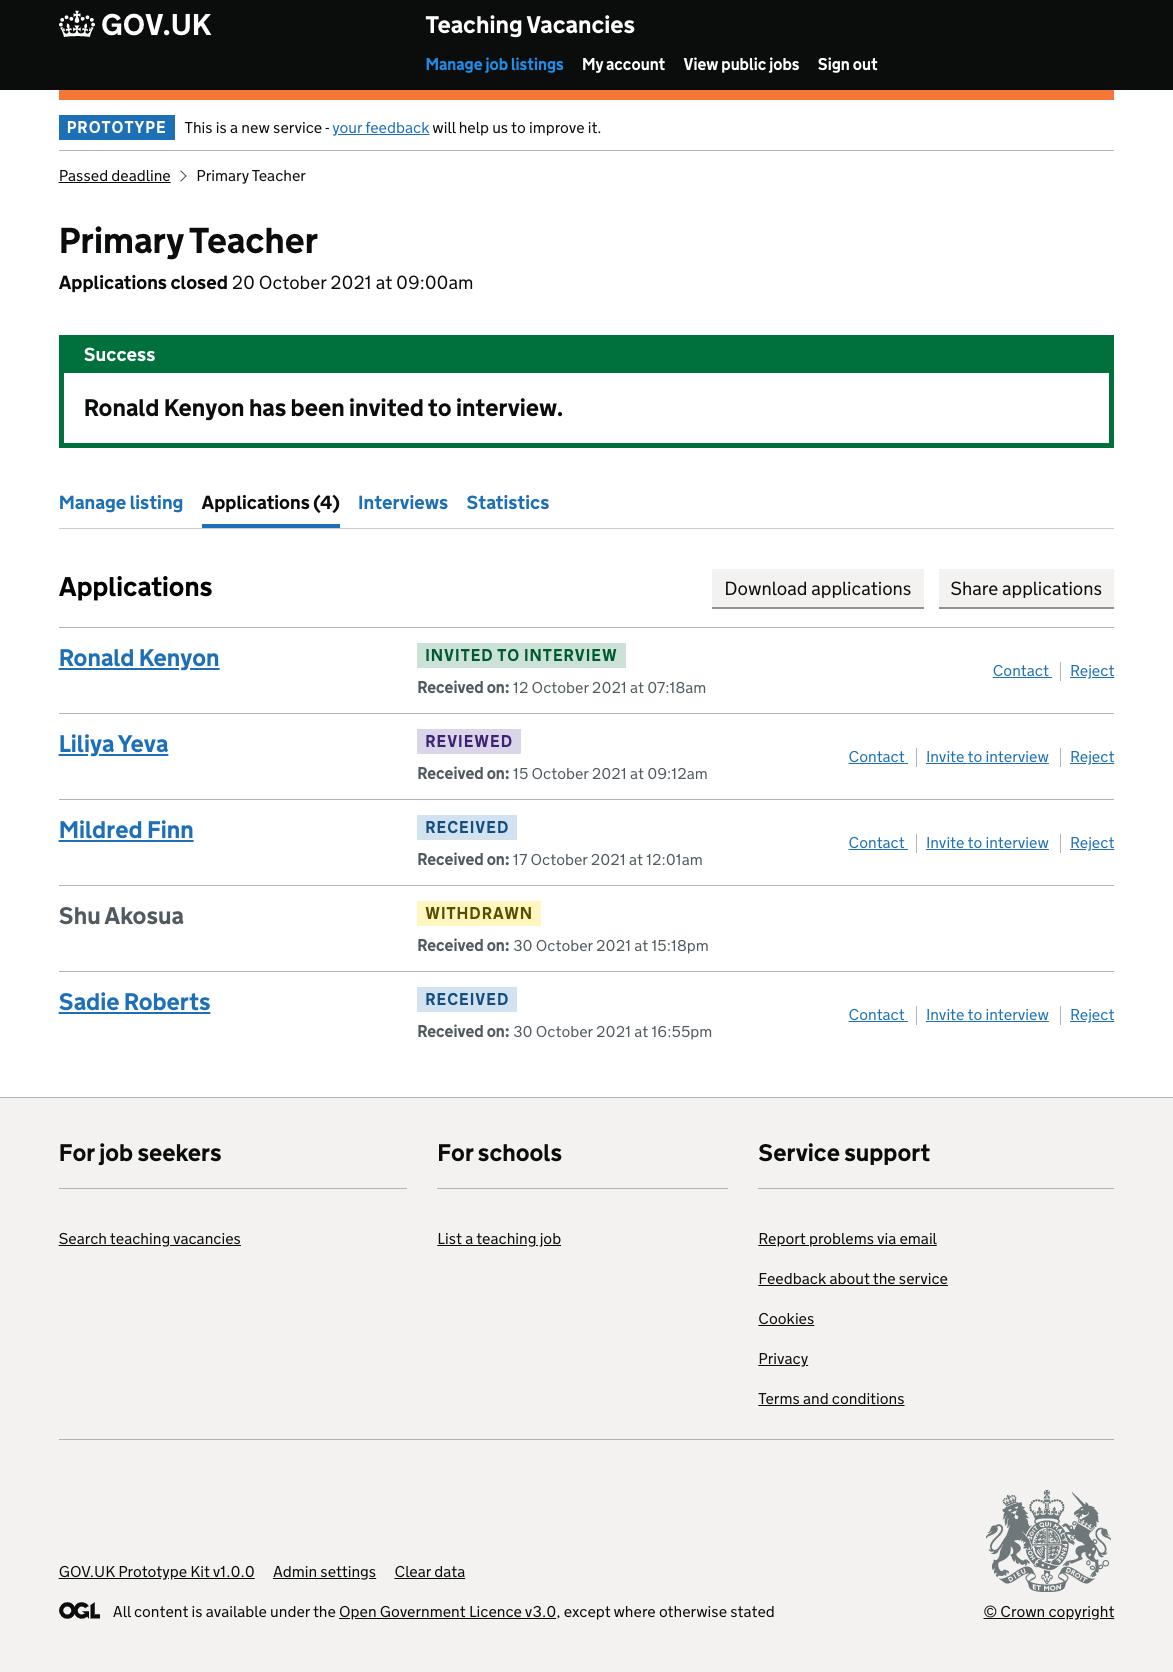 GOV.UK
Teaching Vacancies
Manage job listings My account View public jobs Sign out
PROTOTYPE This is a new service - your feedback will help us to improve it.
Passed deadline Primary Teacher
Primary Teacher
Applications closed 20 October 2021 at 09:00am
Success
Ronald Kenyon has been invited to interview.
Manage listing Applications (4) Interviews Statistics
Applications
Download applications Share applications
Ronald Kenyon
INVITED TO INTERVIEW
Received on: 12 October 2021 at 07:18am
Contact Reject
Liliya Yeva
REVIEWED
Received on: 15 October 2021 at 09:12am
Contact Invite to interview Reject
Mildred Finn
RECEIVED
Received on: 17 October 2021 at 12:01am
Contact Invite to interview Reject
Shu Akosua
WITHDRAWN
Received on: 30 October 2021 at 15:18pm
Sadie Roberts
RECEIVED
Received on: 30 October 2021 at 16:55pm
Contact Invite to interview Reject
For job seekers
Search teaching vacancies
For schools
List a teaching job
Service support
Report problems via email
Feedback about the service
Cookies
Privacy
Terms and conditions
GOV.UK Prototype Kit v1.0.0 Admin settings Clear data
OGL All content is available under the Open Government Licence v3.0, except where otherwise stated
DIEU ET MON DROIT
© Crown copyright